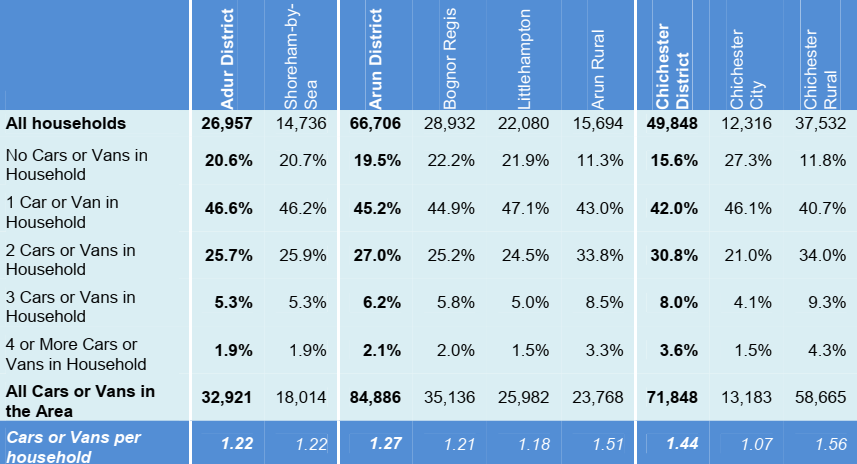 Adur District
Shoreham-by-
Sea
Arun District
Bognor Regis
Littlehampton
Arun Rural
Chichester
District
Chichester
City
Chichester
Rural
All households 26,957 14,736 66,706 28,932 22,080 15,694 49,848 12,316 37,532
No Cars or Vans in
Household 20.6% 20.7% 19.5% 22.2% 21.9% 11.3% 15.6% 27.3% 11.8%
1 Car or Van in
Household 46.6% 46.2% 45.2% 44.9% 47.1% 43.0% 42.0% 46.1% 40.7%
2 Cars or Vans in
Household 25.7% 25.9% 27.0% 25.2% 24.5% 33.8% 30.8% 21.0% 34.0%
3 Cars or Vans in
Household 5.3% 5.3% 6.2% 5.8% 5.0% 8.5% 8.0% 4.1% 9.3%
4 or More Cars or
Vans in Household 1.9% 1.9% 2.1% 2.0% 1.5% 3.3% 3.6% 1.5% 4.3%
All Cars or Vans in
the Area 32,921 18,014 84,886 35,136 25,982 23,768 71,848 13,183 58,665
Cars or Vans per
household 1.22 1.22 1.27 1.21 1.18 1.51 1.44 1.07 1.56